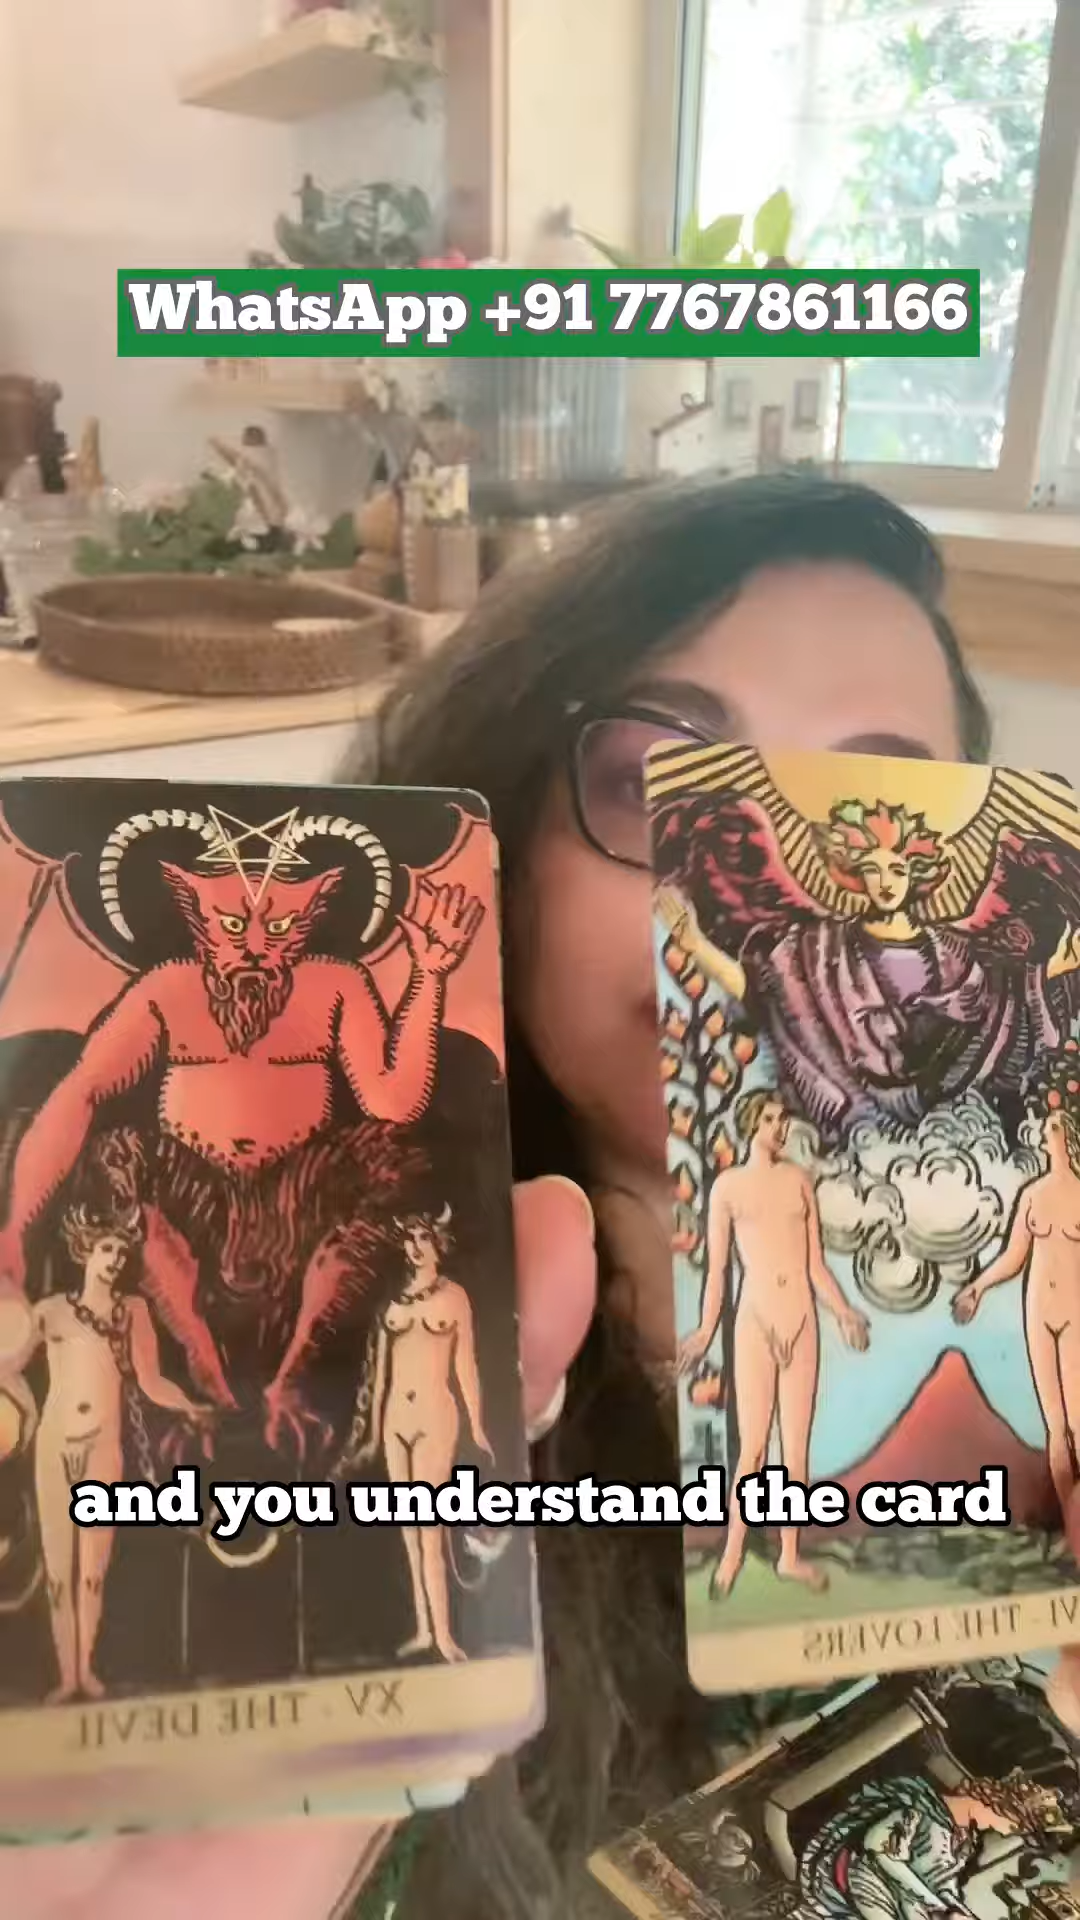 WhatsApp +91 7767861166
and you understand the card
VI - THE LOVERS
XV - THE DEVIL